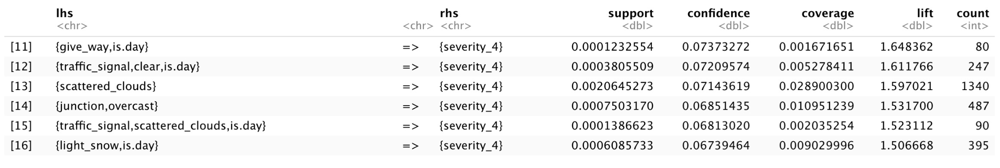 lhs rhs support confidence coverage lift count
<chr> <chr> <chr> <dbl> <dbl> <dbl> <dbl> <int>
[11] {give_way,is.day} => {severity_4} 0.0001232554 0.07373272 0.001671651 1.648362 80
[12] {traffic_signal,clear,is.day} => {severity_4} 0.0003805509 0.07209574 0.005278411 1.611766 247
[13] {scattered_clouds} => {severity_4} 0.0020645273 0.07143619 0.028900300 1.597021 1340
[14] {junction,overcast} => {severity_4} 0.0007503170 0.06851435 0.010951239 1.531700 487
[15] {traffic_signal,scattered_clouds,is.day} => {severity_4} 0.0001386623 0.06813020 0.002035254 1.523112 90
[16] {light_snow,is.day} => {severity_4} 0.0006085733 0.06739464 0.009029996 1.506668 395